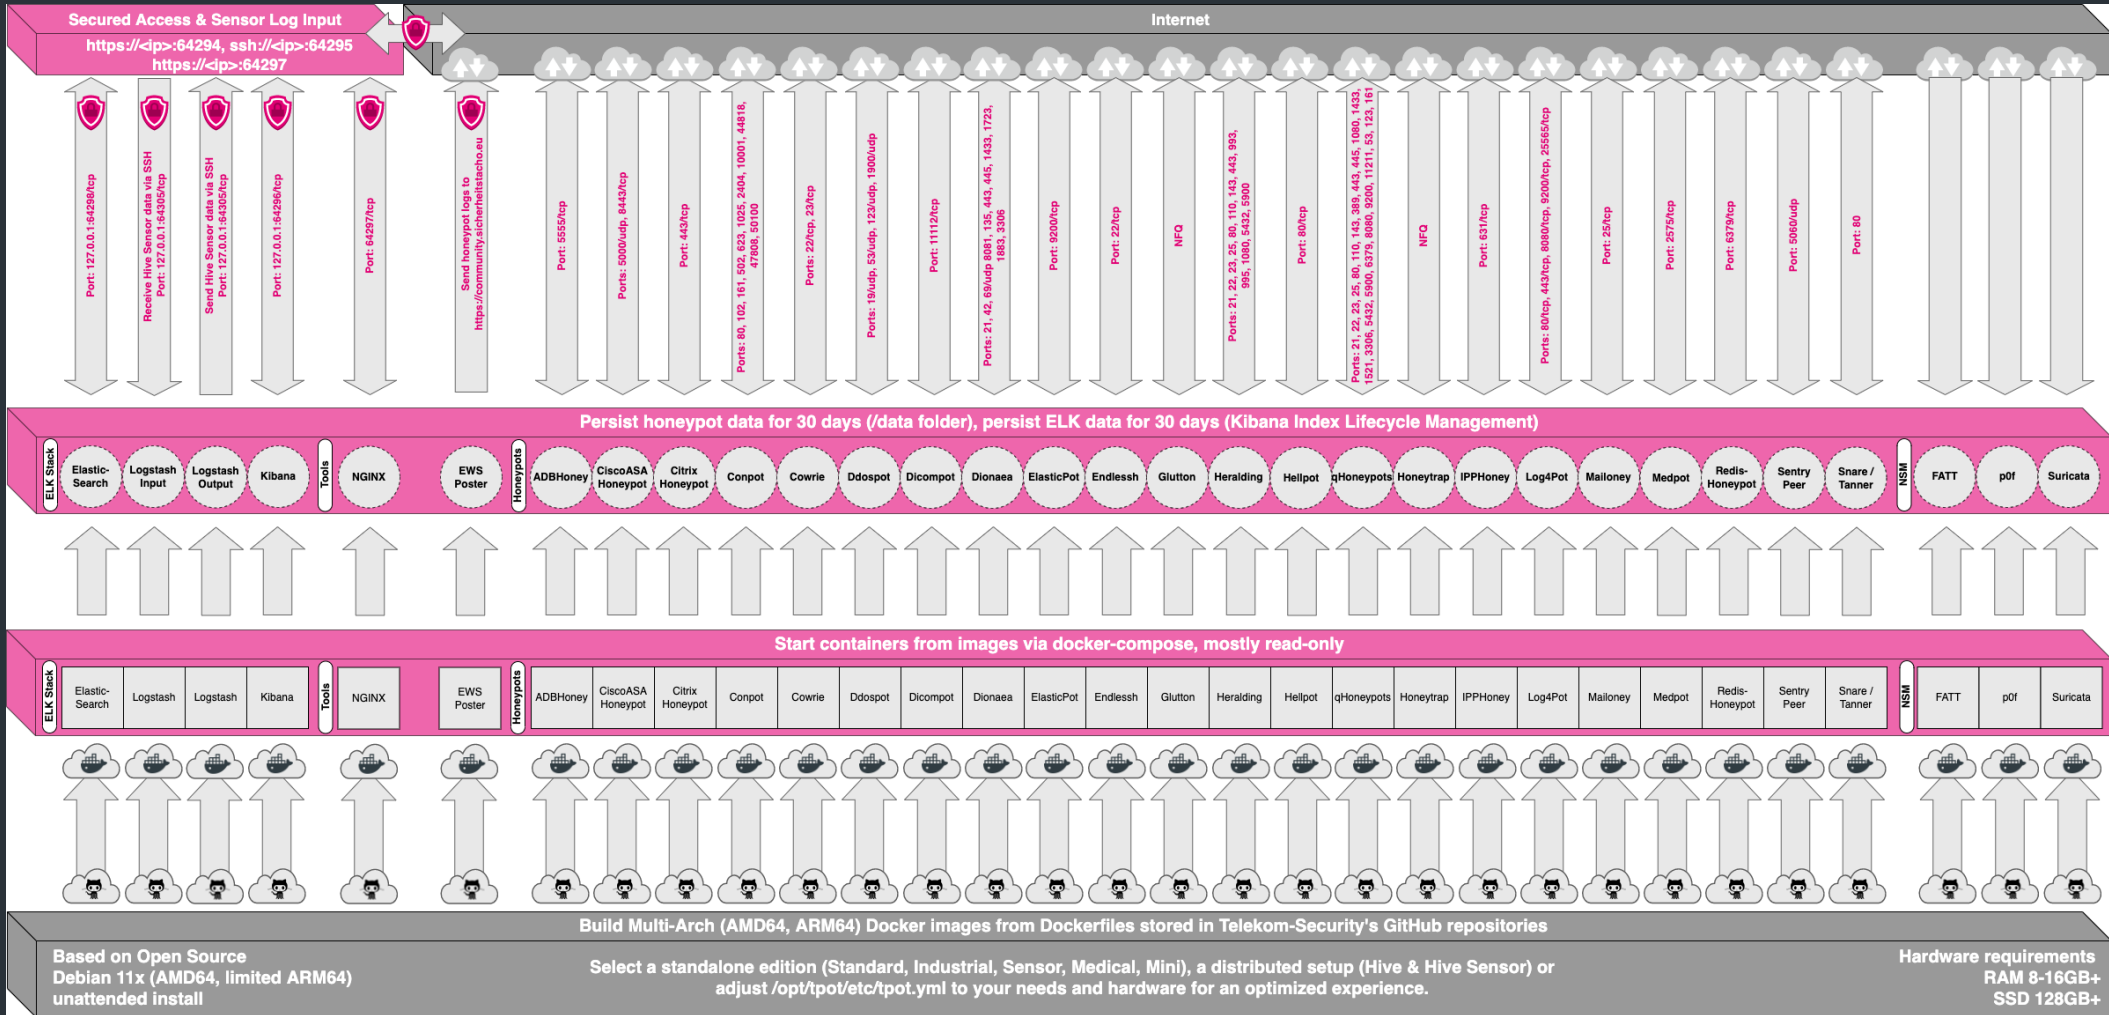 Secured Access & Sensor Log Input
https://<ip>:64294, ssh://<ip>:64295
https://<ip>:64297
Internet
Port: 127.0.0.1:64298/tcp
Receive Hive Sensor data via SSH
Port: 127.0.0.1:64305/tcp
Send Hive Sensor data via SSH
Port: 127.0.0.1:64305/tcp
Port: 127.0.0.1:64296/tcp
Port: 64297/tcp
Send honeypot logs to
https://community.sicherheitstacho.eu
Port: 5555/tcp
Ports: 5000/udp, 8443/tcp
Port: 443/tcp
Ports: 80, 102, 161, 502, 623, 1025, 2404, 10001, 44818,
47808, 50100
Ports: 22/tcp, 23/tcp
Ports: 19/udp, 53/udp, 123/udp, 1900/udp
Port: 11112/tcp
Ports: 21, 42, 69/udp 8081, 135, 443, 445, 1433, 1723,
1883, 3306
Port: 9200/tcp
Port: 22/tcp
NFQ
Ports: 21, 22, 23, 25, 80, 110, 143, 443, 993,
995, 1080, 5432, 5900
Port: 80/tcp
Ports: 21, 22, 23, 25, 80, 110, 143, 389, 443, 445, 1080, 1433,
1521, 3306, 5432, 5900, 6379, 8080, 9200, 11211, 53, 123, 161
NFQ
Port: 631/tcp
Ports: 80/tcp, 443/tcp, 8080/tcp, 9200/tcp, 25565/tcp
Port: 25/tcp
Port: 2575/tcp
Port: 6379/tcp
Port: 5060/udp
Port: 80
Persist honeypot data for 30 days (/data folder), persist ELK data for 30 days (Kibana Index Lifecycle Management)
ELK Stack
Elastic-
Search
Logstash
Input
Logstash
Output
Kibana
Tools
NGINX
EWS
Poster
Honeypots
ADBHoney
CiscoASA
Honeypot
Citrix
Honeypot
Conpot
Cowrie
Ddospot
Dicompot
Dionaea
ElasticPot
Endlessh
Glutton
Heralding
Hellpot
qHoneypots
Honeytrap
IPPHoney
Log4Pot
Mailoney
Medpot
Redis-
Honeypot
Sentry
Peer
Snare /
Tanner
NSM
FATT
p0f
Suricata
Start containers from images via docker-compose, mostly read-only
ELK Stack
Elastic-
Search
Logstash
Logstash
Kibana
Tools
NGINX
EWS
Poster
Honeypots
ADBHoney
CiscoASA
Honeypot
Citrix
Honeypot
Conpot
Cowrie
Ddospot
Dicompot
Dionaea
ElasticPot
Endlessh
Glutton
Heralding
Hellpot
qHoneypots
Honeytrap
IPPHoney
Log4Pot
Mailoney
Medpot
Redis-
Honeypot
Sentry
Peer
Snare /
Tanner
NSM
FATT
p0f
Suricata
Build Multi-Arch (AMD64, ARM64) Docker images from Dockerfiles stored in Telekom-Security's GitHub repositories
Based on Open Source
Debian 11x (AMD64, limited ARM64)
unattended install
Select a standalone edition (Standard, Industrial, Sensor, Medical, Mini), a distributed setup (Hive & Hive Sensor) or
adjust /opt/tpot/etc/tpot.yml to your needs and hardware for an optimized experience.
Hardware requirements
RAM 8-16GB+
SSD 128GB+